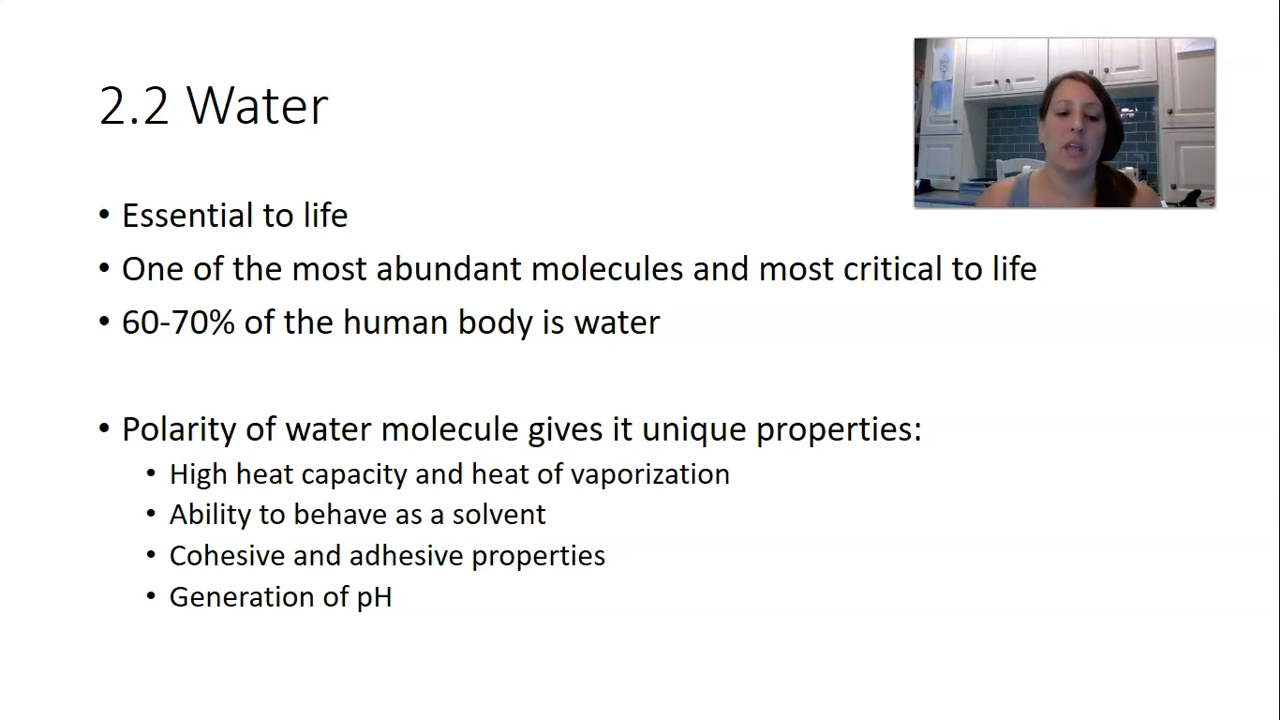 2.2 Water
• Essential to life
• One of the most abundant molecules and most critical to life
• 60-70% of the human body is water
• Polarity of water molecule gives it unique properties:
• High heat capacity and heat of vaporization
• Ability to behave as a solvent
• Cohesive and adhesive properties
• Generation of pH